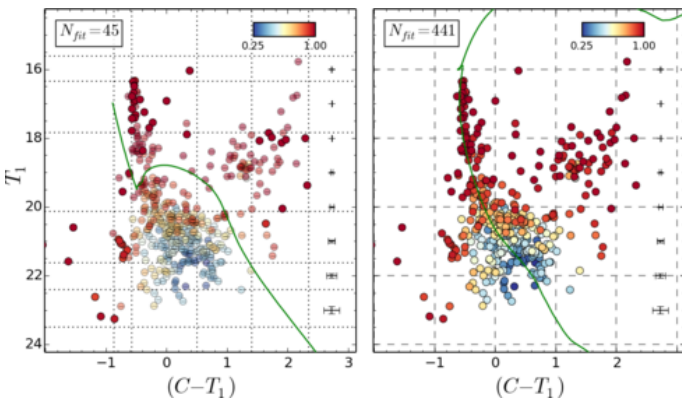 N_fit=45
0.25 1.00
N_fit=441
0.25 1.00
T_1
16
18
20
22
24
−1 0 1 2 3
(C−T_1)
−1 0 1 2
(C−T_1)